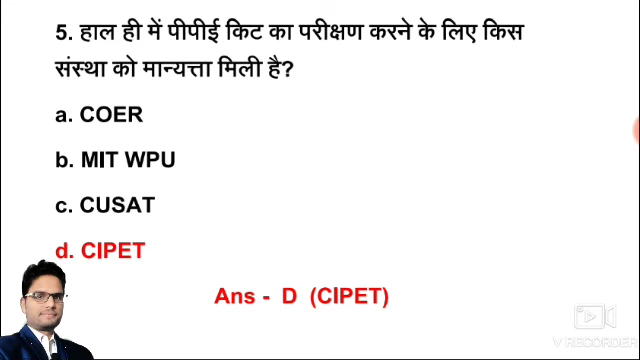 5. हाल ही में पीपीई किट का परीक्षण करने के लिए किस
संस्था को मान्यत्ता मिली है?
a. COER
b. MIT WPU
c. CUSAT
d. CIPET
Ans - D (CIPET)
V RECORDER